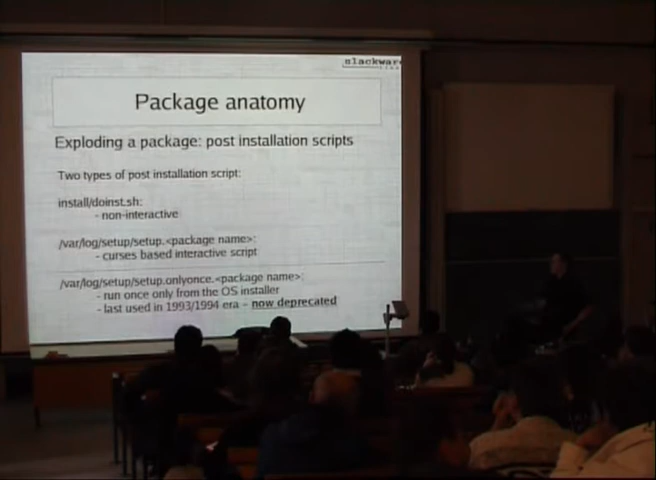 slackware
Package anatomy
Exploding a package: post installation scripts
Two types of post installation script:
install/doinst.sh:
- non-interactive
/var/log/setup/setup.<package name>:
- curses based interactive script
/var/log/setup/setup.onlyonce.<package name>:
- run once only from the OS installer
- last used in 1993/1994 era – now deprecated